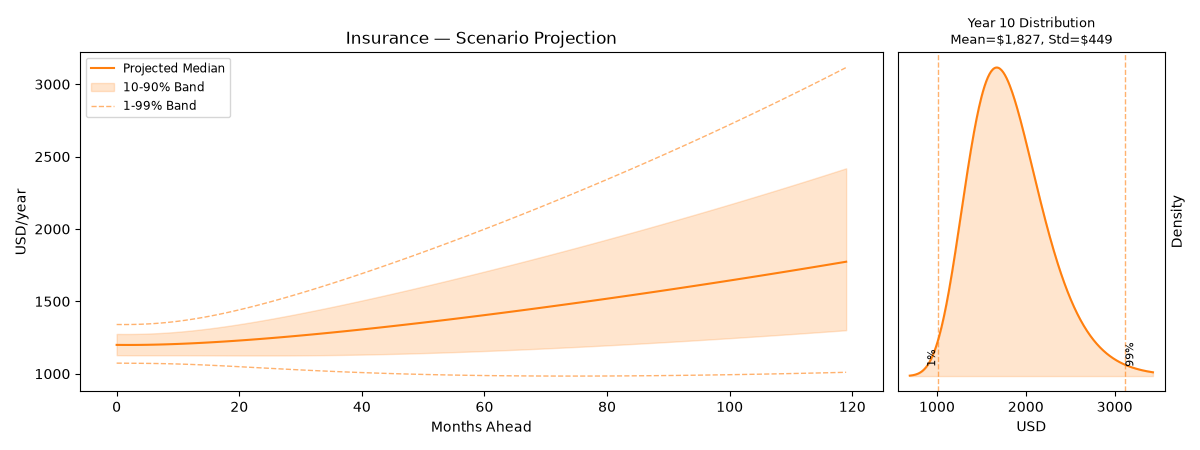 Insurance — Scenario Projection
Projected Median
10-90% Band
1-99% Band
3000
2500
2000
1500
1000
USD/year
0
20
40
60
80
100
120
Months Ahead
Year 10 Distribution
Mean=$1,827, Std=$449
1%
99%
1000
2000
3000
USD
Density